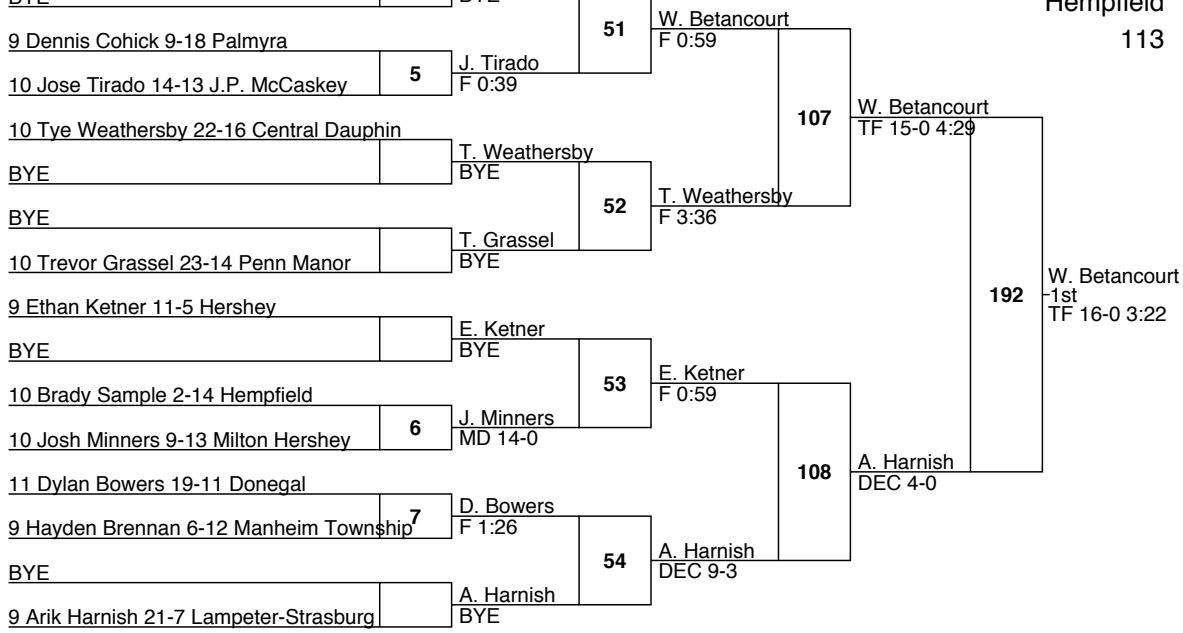 BYE
BYE
9 Dennis Cohick 9-18 Palmyra
10 Jose Tirado 14-13 J.P. McCaskey
10 Tye Weathersby 22-16 Central Dauphin
BYE
BYE
10 Trevor Grassel 23-14 Penn Manor
9 Ethan Ketner 11-5 Hershey
BYE
10 Brady Sample 2-14 Hempfield
10 Josh Minners 9-13 Milton Hershey
11 Dylan Bowers 19-11 Donegal
9 Hayden Brennan 6-12 Manheim Township
BYE
9 Arik Harnish 21-7 Lampeter-Strasburg
5
6
7
J. Tirado
F 0:39
T. Weathersby
BYE
T. Grassel
BYE
E. Ketner
BYE
J. Minners
MD 14-0
D. Bowers
F 1:26
A. Harnish
BYE
51
52
53
54
W. Betancourt
F 0:59
T. Weathersby
F 3:36
E. Ketner
F 0:59
A. Harnish
DEC 9-3
107
108
W. Betancourt
TF 15-0 4:29
A. Harnish
DEC 4-0
192
W. Betancourt
1st
TF 16-0 3:22
Hempfield
113